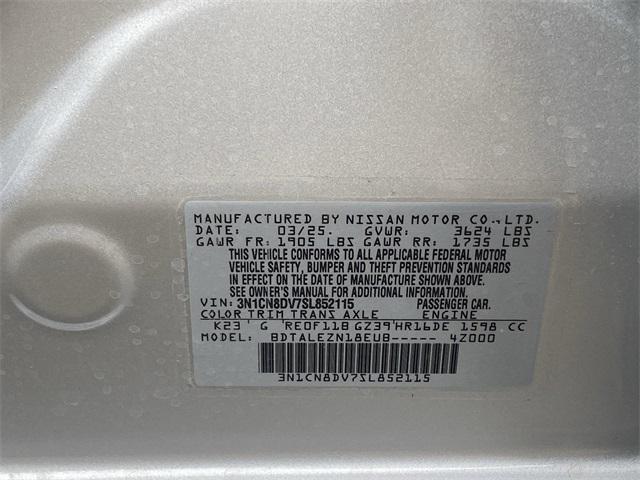 MANUFACTURED BY NISSAN MOTOR CO.,LTD.
DATE: 03/25. GVWR: 3624 LBS
GAWR FR: 1905 LBS GAWR RR: 1735 LBS
THIS VEHICLE CONFORMS TO ALL APPLICABLE FEDERAL MOTOR
VEHICLE SAFETY, BUMPER AND THEFT PREVENTION STANDARDS
IN EFFECT ON THE DATE OF MANUFACTURE SHOWN ABOVE.
SEE OWNER'S MANUAL FOR ADDITIONAL INFORMATION.
VIN: 3N1CN8DV7SL852115 PASSENGER CAR.
COLOR TRIM TRANS AXLE ENGINE
K23 ' G 'RE0F11B GZ39'HR16DE 1598. CC
MODEL: BDTALEZN18EUB----- 4Z000
3N1CN8DV7SL852115